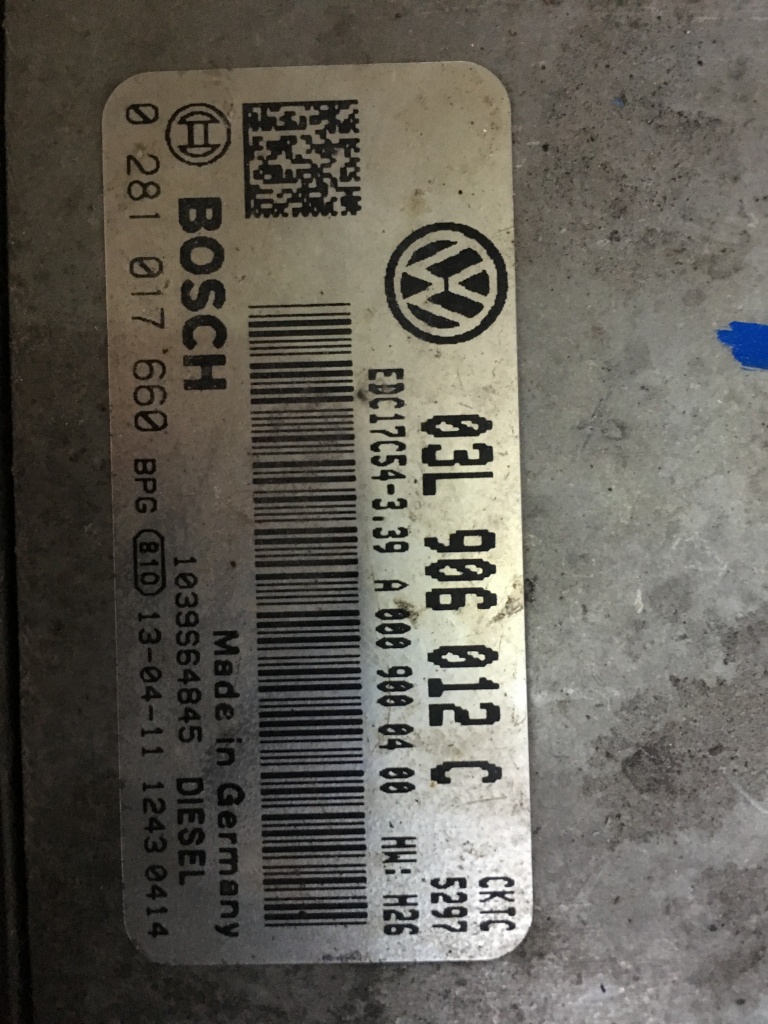 03L 906 012 C
CKTC
5297
EDC17C54-3.39 A 000 900 04 00 HW: H26
BOSCH
Made in Germany
1039S64845 DIESEL
0 281 017 660 BPG 810 13-04-11 1243 0414